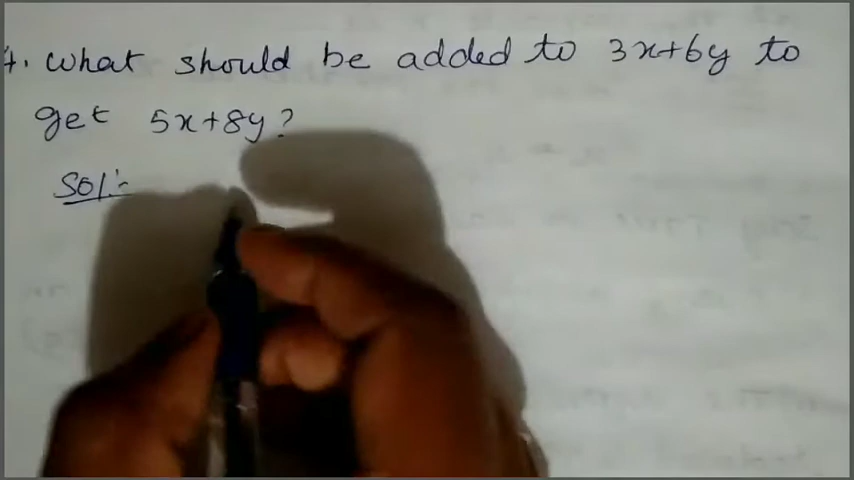 4. What should be added to 3x+6y to
get 5x+8y?
Sol:-